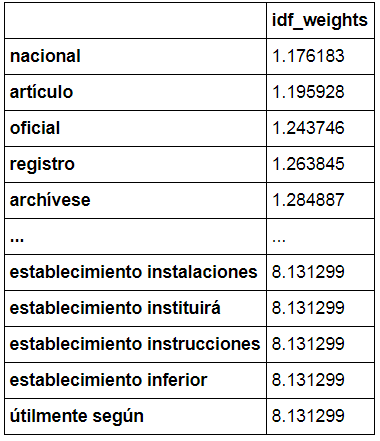 idf_weights
nacional 1.176183
artículo 1.195928
oficial 1.243746
registro 1.263845
archívese 1.284887
... ...
establecimiento instalaciones 8.131299
establecimiento instituirá 8.131299
establecimiento instrucciones 8.131299
establecimiento inferior 8.131299
útilmente según 8.131299